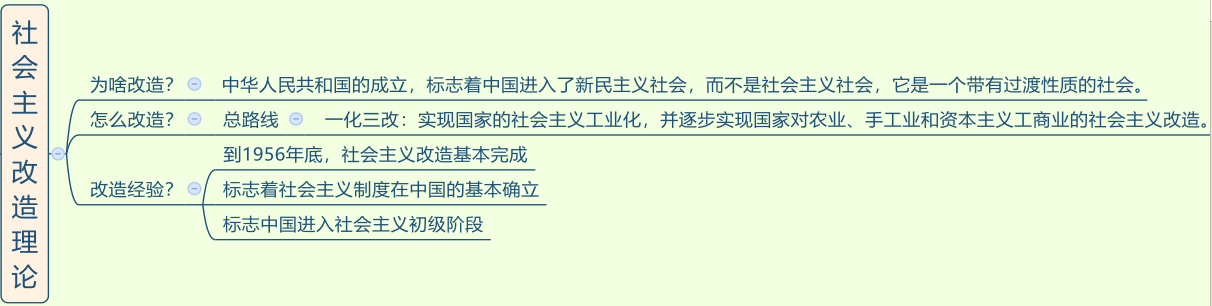 社会主义改造理论
为啥改造？ 中华人民共和国的成立，标志着中国进入了新民主义社会，而不是社会主义社会，它是一个带有过渡性质的社会。
怎么改造？ 总路线 一化三改：实现国家的社会主义工业化，并逐步实现国家对农业、手工业和资本主义工商业的社会主义改造。
到1956年底，社会主义改造基本完成
改造经验？ 标志着社会主义制度在中国的基本确立
标志中国进入社会主义初级阶段